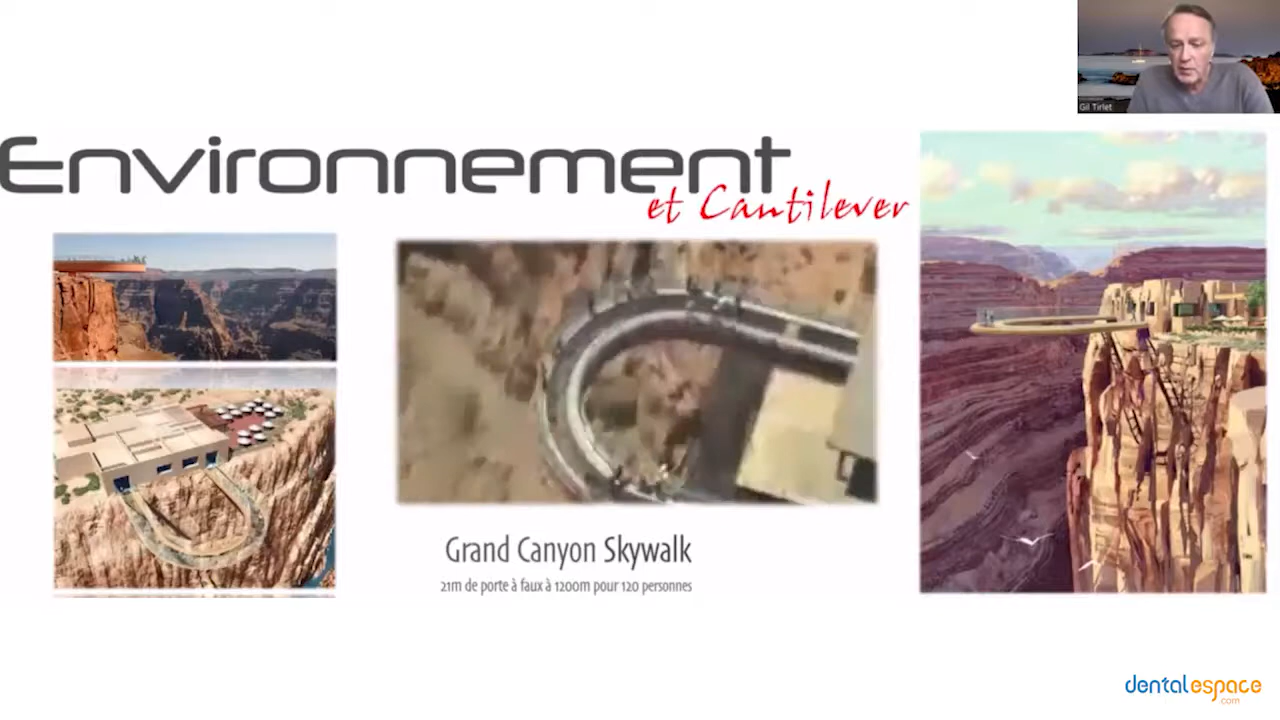 Gil Tirlet
Environnement
et Cantilever
Grand Canyon Skywalk
21m de porte à faux à 1200m pour 120 personnes
dentalespace
.com